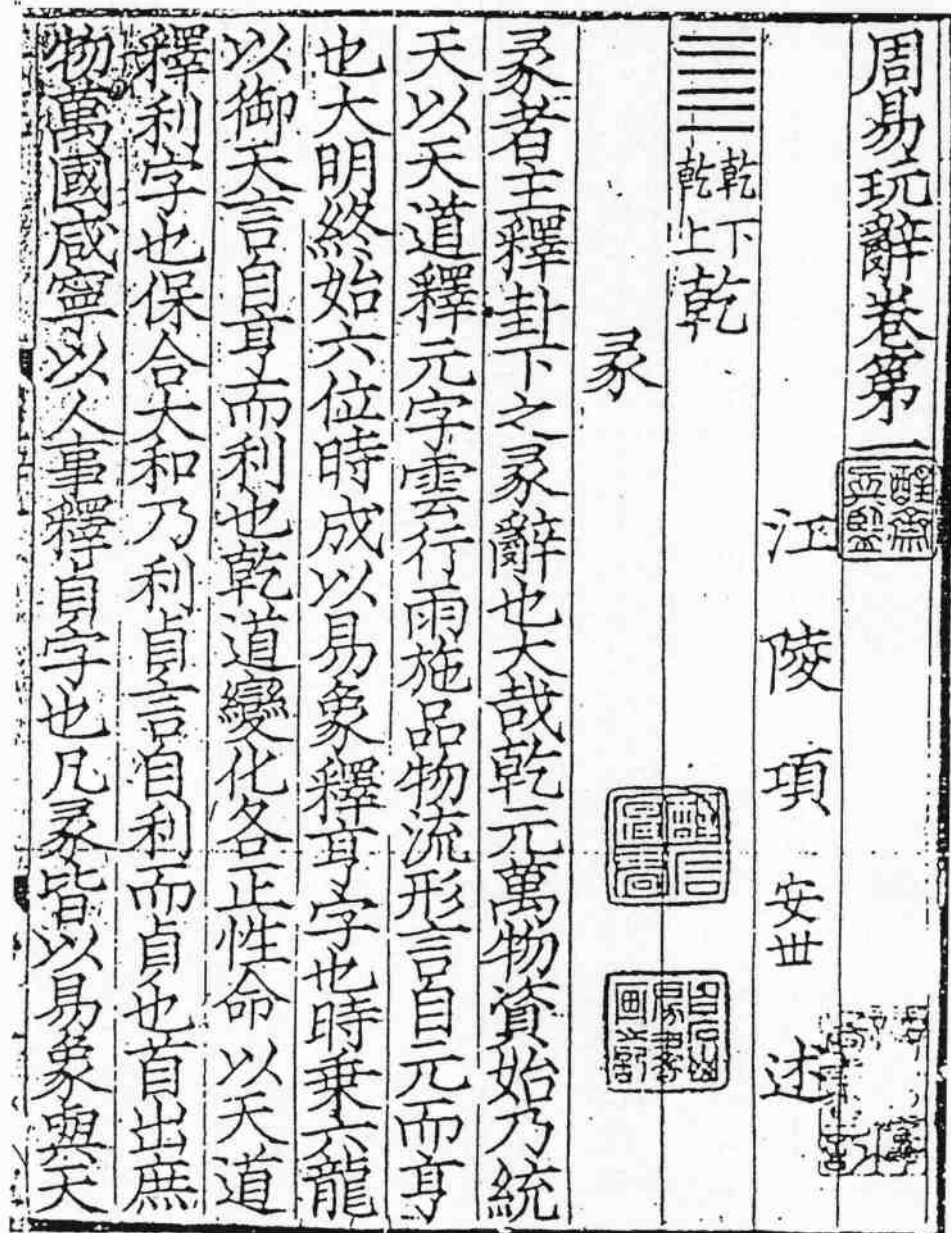 周易玩辭卷第一
江陵項安世述
乾下乾上乾
彖
彖者主釋卦下之彖辭也大哉乾元萬物資始乃統
天以天道釋元字雲行雨施品物流形言自元而亨
也大明終始六位時成以易象釋亨字也時乗六龍
以御天言自亨而利也乾道變化各正性命以天道
釋利字也保合大和乃利貞言自利而貞也首出庶
物萬國咸寧以人事釋貞字也凡彖皆以易象與天